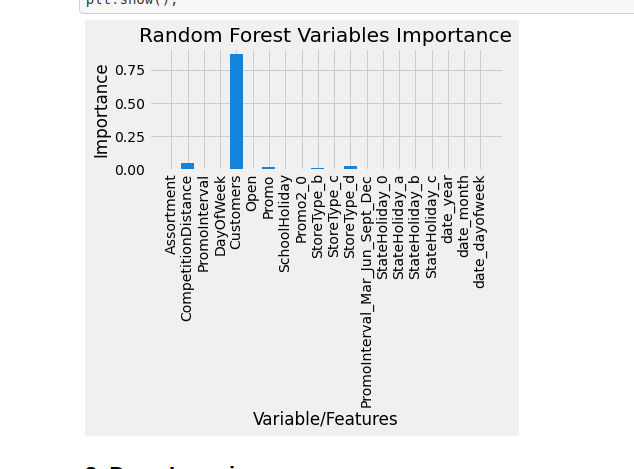 plt.show();
Random Forest Variables Importance
Importance
0.75
0.50
0.25
0.00
Assortment
CompetitionDistance
PromoInterval
DayOfWeek
Customers
Open
Promo
SchoolHoliday
Promo2_0
StoreType_b
StoreType_c
StoreType_d
PromoInterval_Mar_Jun_Sept_Dec
StateHoliday_0
StateHoliday_a
StateHoliday_b
StateHoliday_c
date_year
date_month
date_dayofweek
Variable/Features